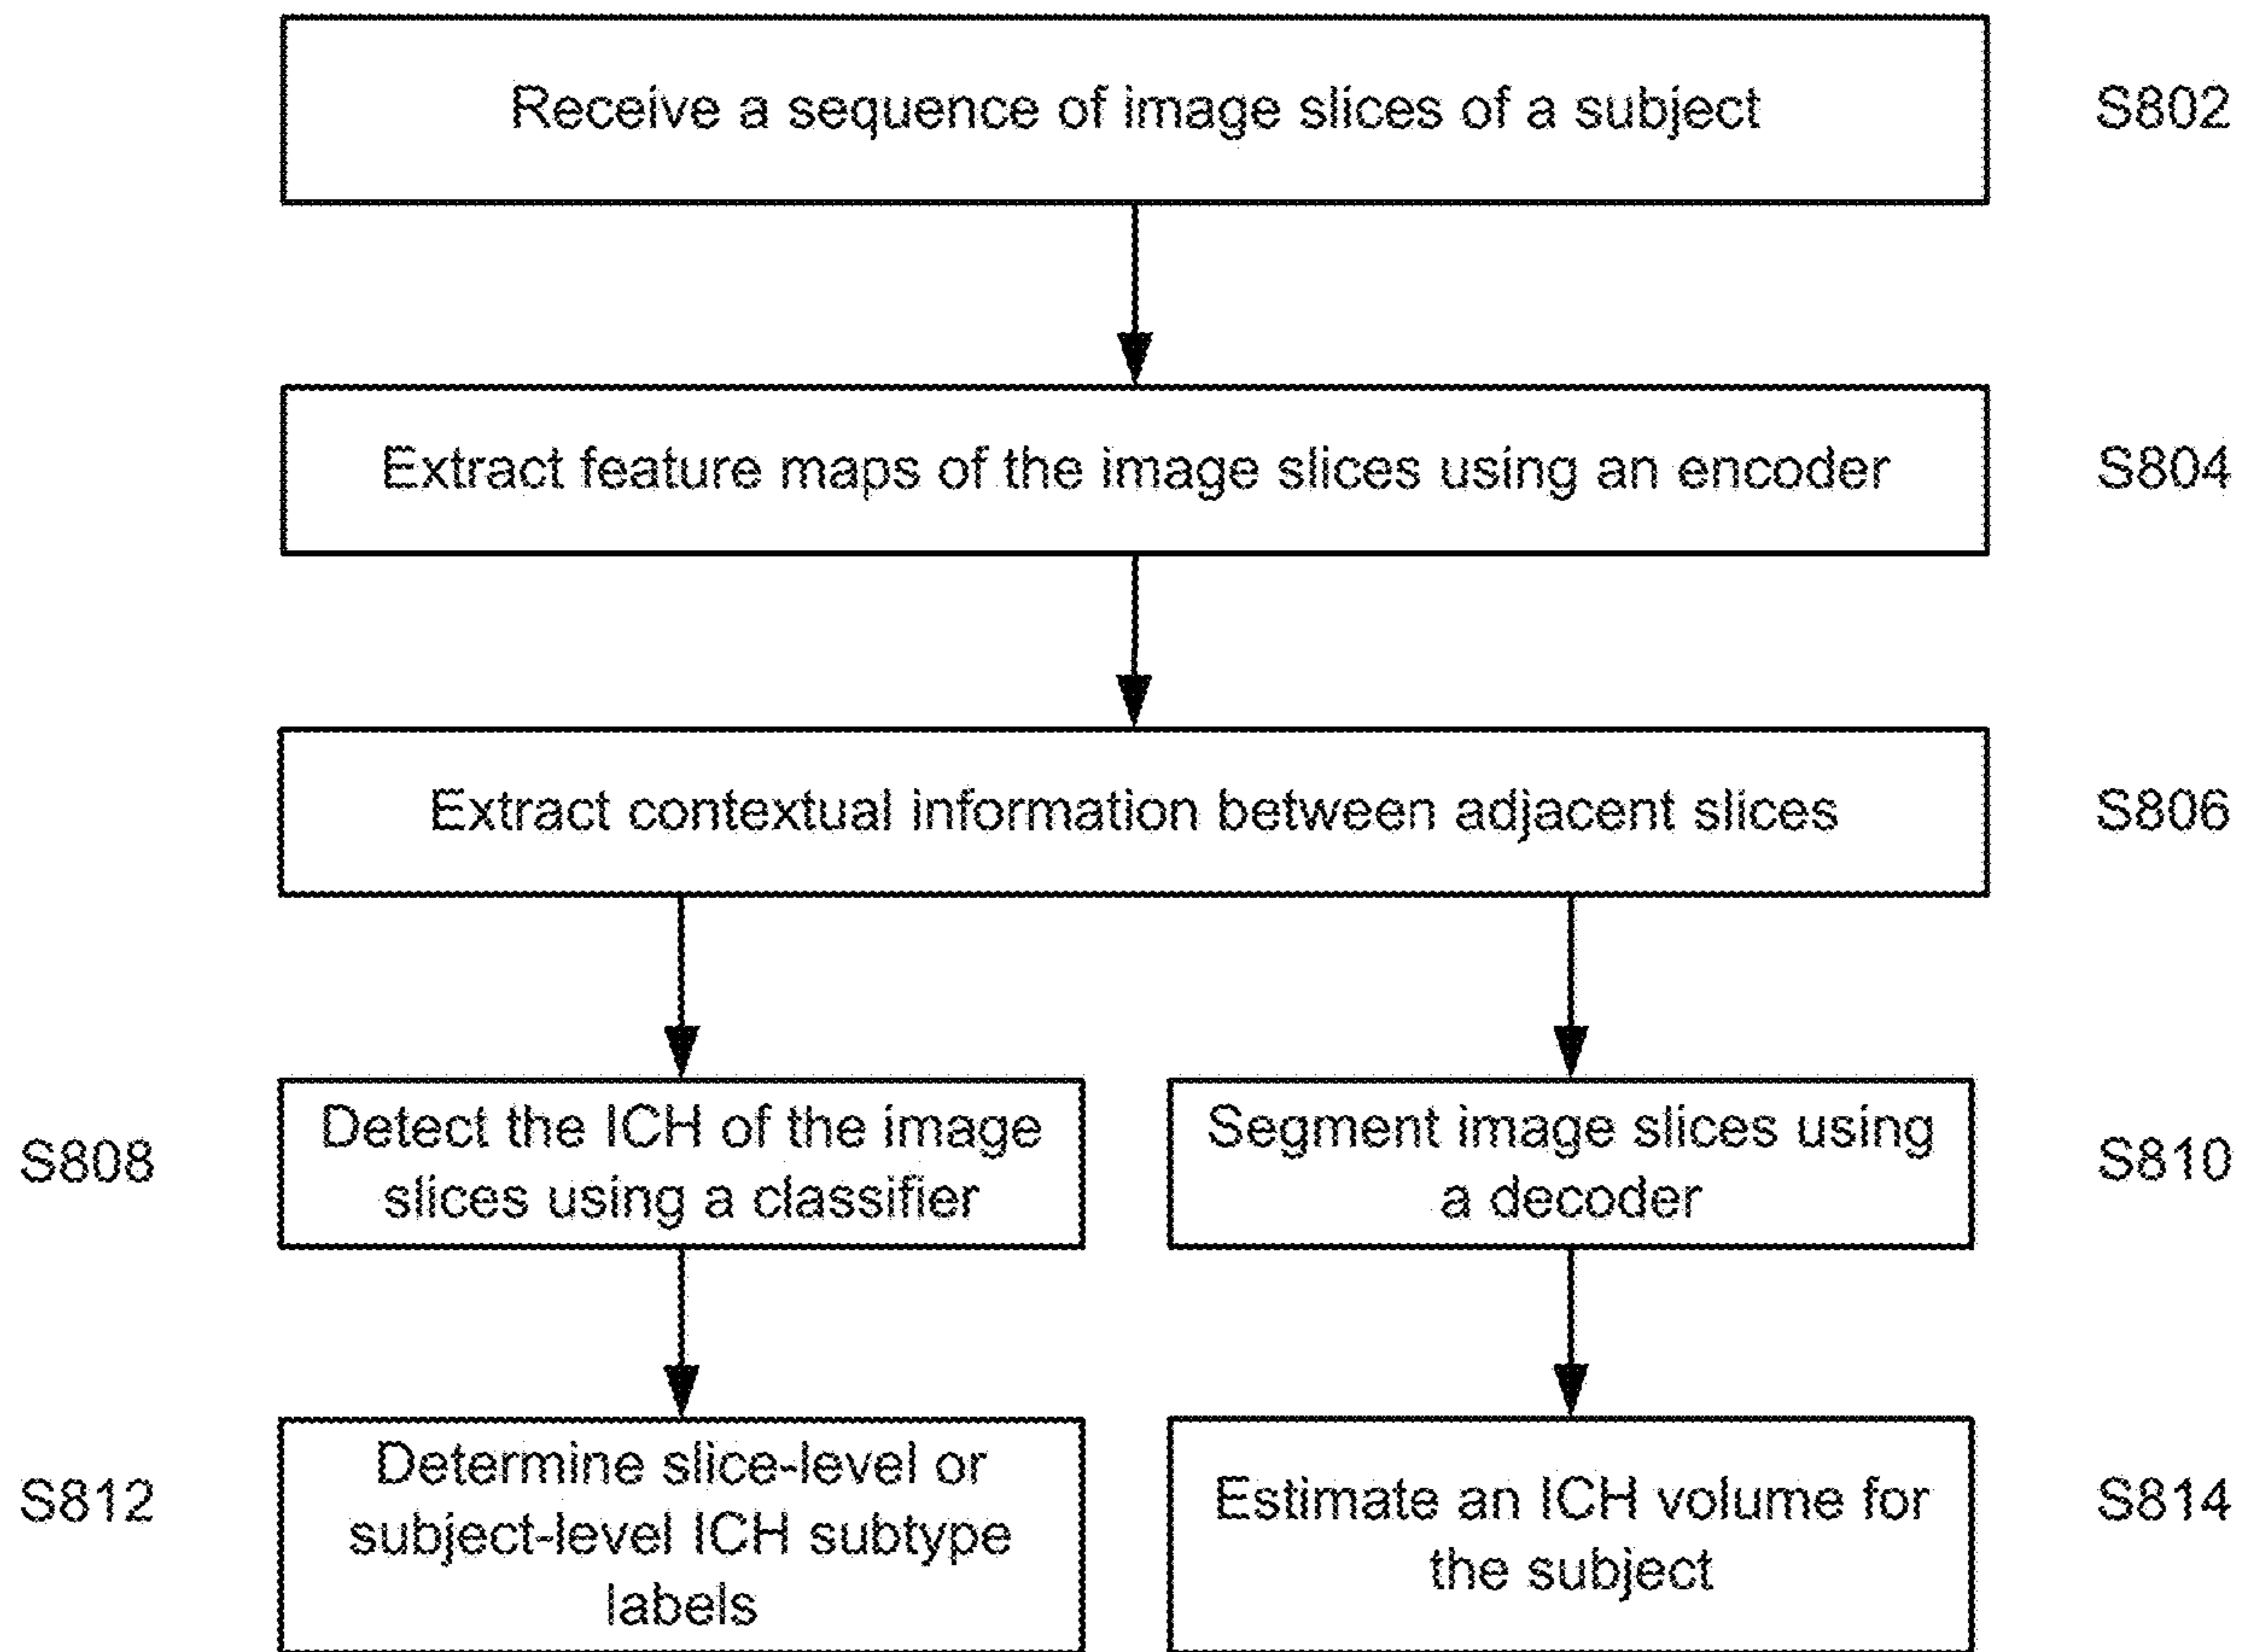 Receive a sequence of image slices of a subject
S802
Extract feature maps of the image slices using an encoder
S804
Extract contextual information between adjacent slices
S806
S808
Detect the ICH of the image
slices using a classifier
Segment image slices using
a decoder
S810
S812
Determine slice-level or
subject-level ICH subtype
labels
Estimate an ICH volume for
the subject
S814